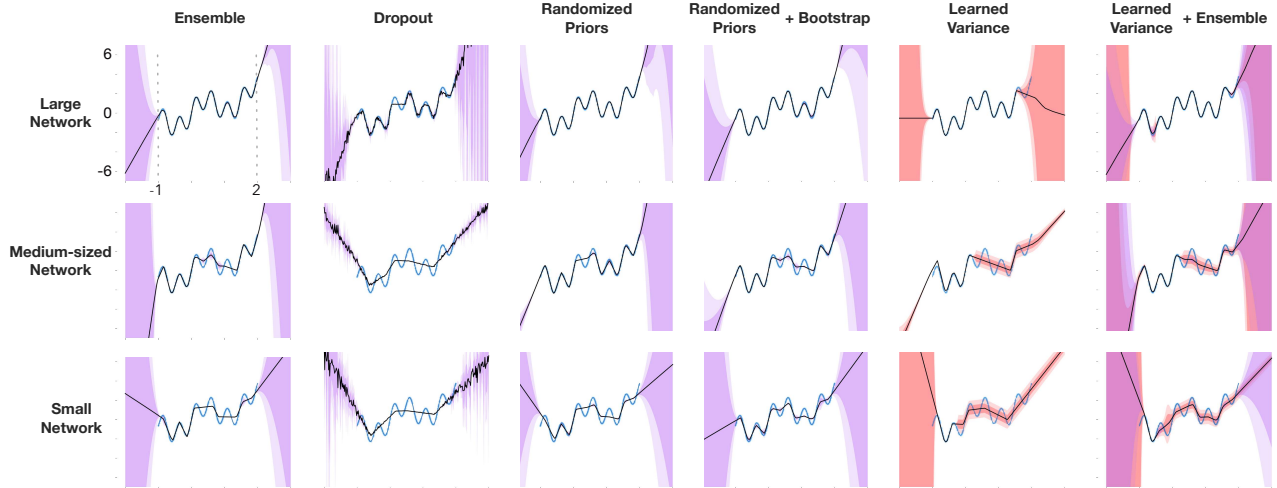 Ensemble
Dropout
Randomized
Priors
Randomized
Priors
+ Bootstrap
Learned
Variance
Learned
Variance
+ Ensemble
6
Large
Network
0
-6
-1
2
Medium-sized
Network
Small
Network